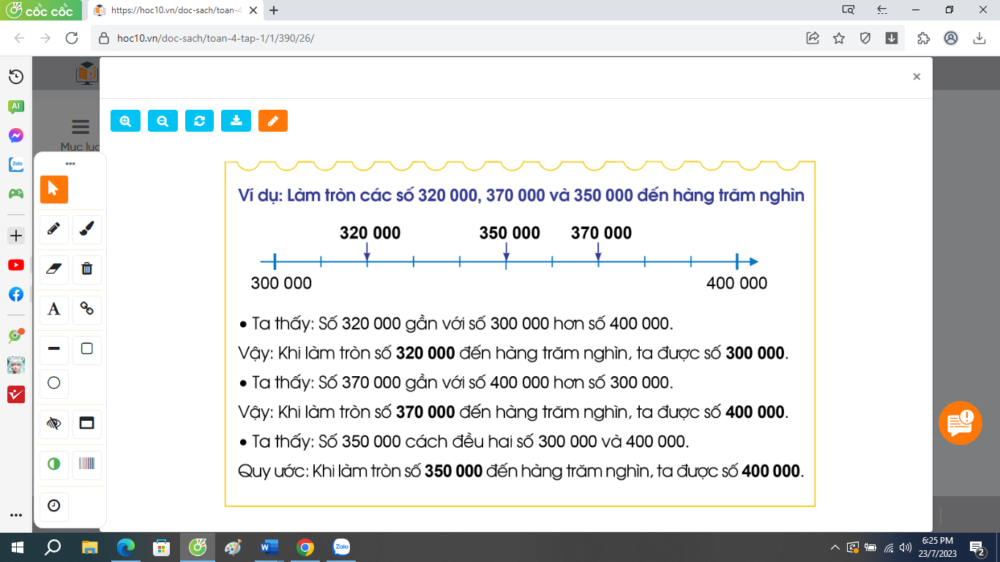 cốc cốc
https://hoc10.vn/doc-sach/toan-4
hoc10.vn/doc-sach/toan-4-tap-1/1/390/26/
AI
Zalo
Mục lục
A
Ví dụ: Làm tròn các số 320 000, 370 000 và 350 000 đến hàng trăm nghìn
320 000 350 000 370 000
300 000 400 000
• Ta thấy: Số 320 000 gần với số 300 000 hơn số 400 000.
Vậy: Khi làm tròn số 320 000 đến hàng trăm nghìn, ta được số 300 000.
• Ta thấy: Số 370 000 gần với số 400 000 hơn số 300 000.
Vậy: Khi làm tròn số 370 000 đến hàng trăm nghìn, ta được số 400 000.
• Ta thấy: Số 350 000 cách đều hai số 300 000 và 400 000.
Quy ước: Khi làm tròn số 350 000 đến hàng trăm nghìn, ta được số 400 000.
Zalo
6:25 PM
23/7/2023
2